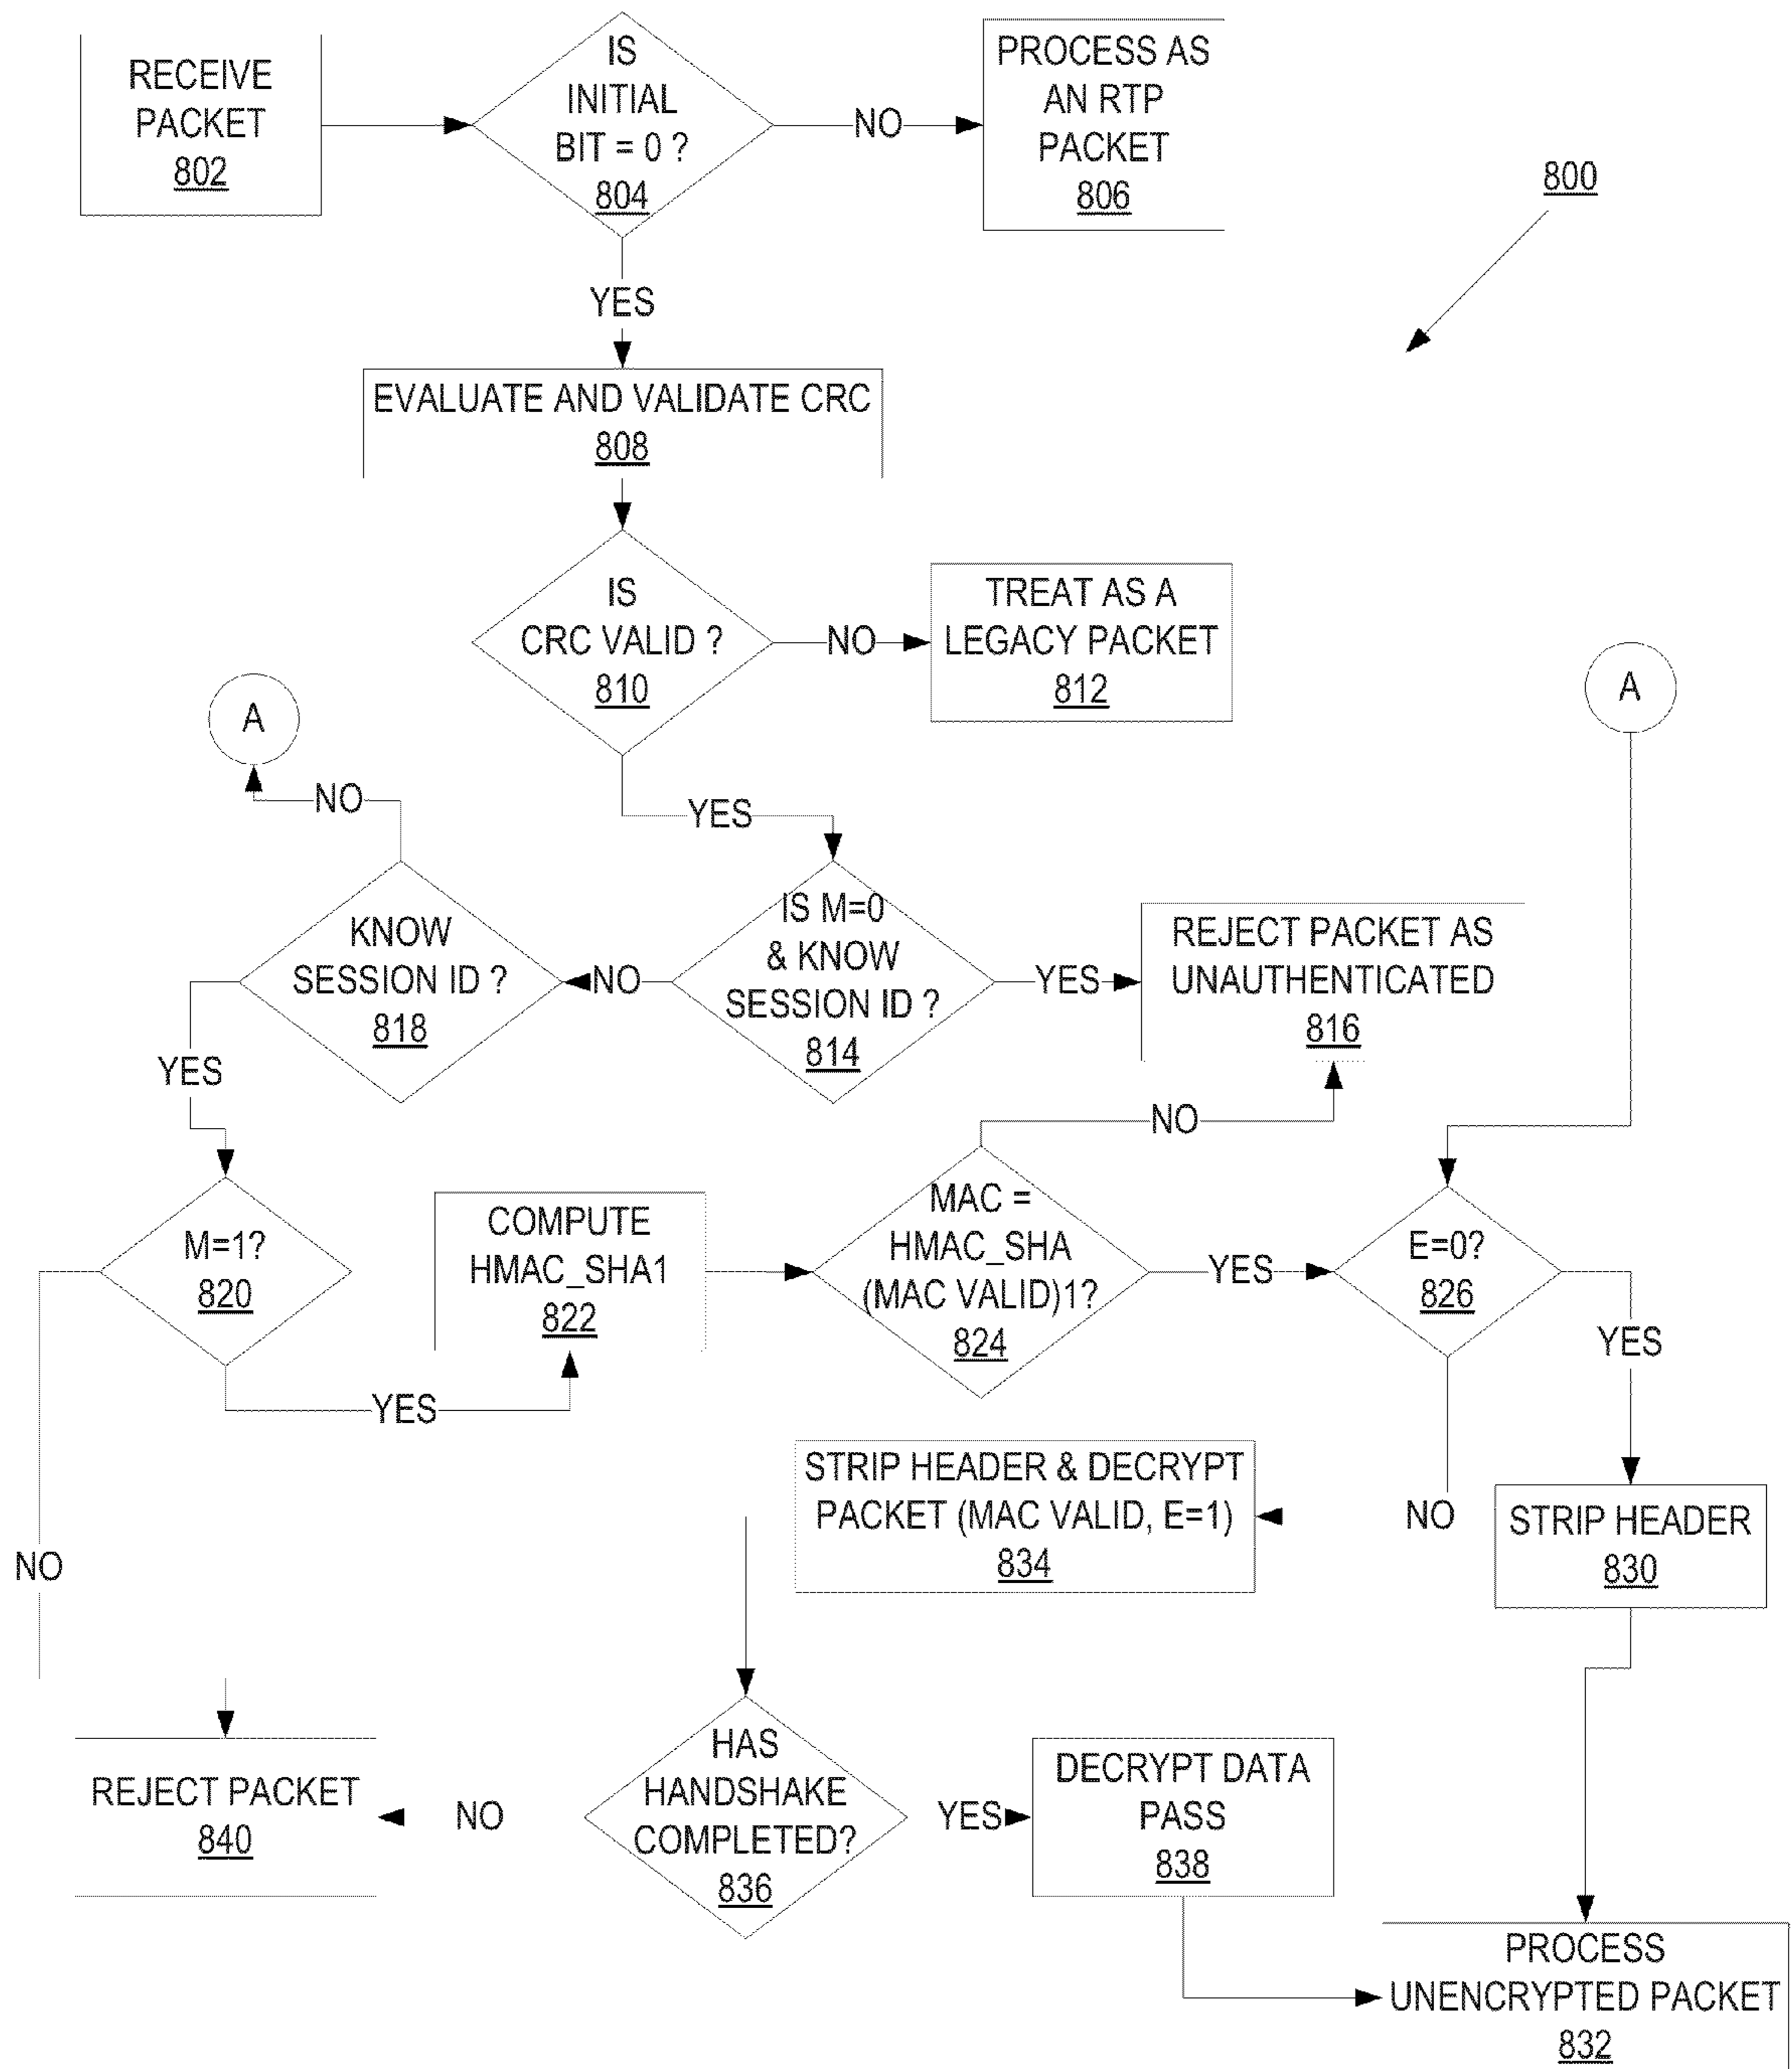 RECEIVE
PACKET
802
IS
INITIAL
BIT = 0 ?
804
NO
PROCESS AS
AN RTP
PACKET
806
800
YES
EVALUATE AND VALIDATE CRC
808
IS
CRC VALID ?
810
NO
TREAT AS A
LEGACY PACKET
812
A
A
NO
YES
KNOW
SESSION ID ?
818
NO
IS M=0
& KNOW
SESSION ID ?
814
YES
REJECT PACKET AS
UNAUTHENTICATED
816
YES
NO
M=1?
820
COMPUTE
HMAC_SHA1
822
MAC =
HMAC_SHA
(MAC VALID)1?
824
YES
E=0?
826
YES
YES
STRIP HEADER & DECRYPT
PACKET (MAC VALID, E=1)
834
NO
STRIP HEADER
830
NO
REJECT PACKET
840
NO
HAS
HANDSHAKE
COMPLETED?
836
YES
DECRYPT DATA
PASS
838
PROCESS
UNENCRYPTED PACKET
832